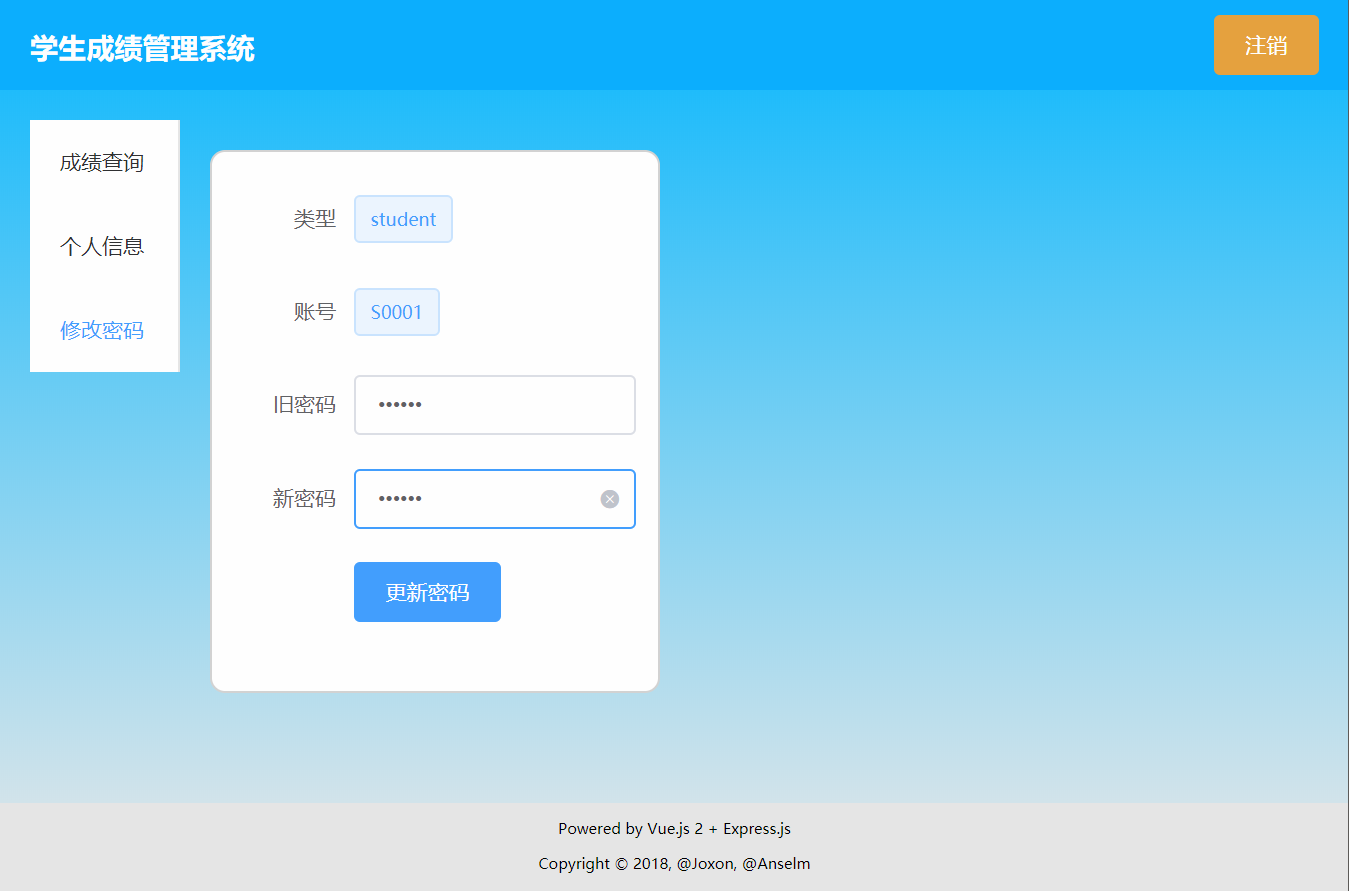 学生成绩管理系统
注销
成绩查询
个人信息
修改密码
类型 student
账号 S0001
旧密码 ••••••
新密码 ••••••
更新密码
Powered by Vue.js 2 + Express.js
Copyright © 2018, @Joxon, @Anselm